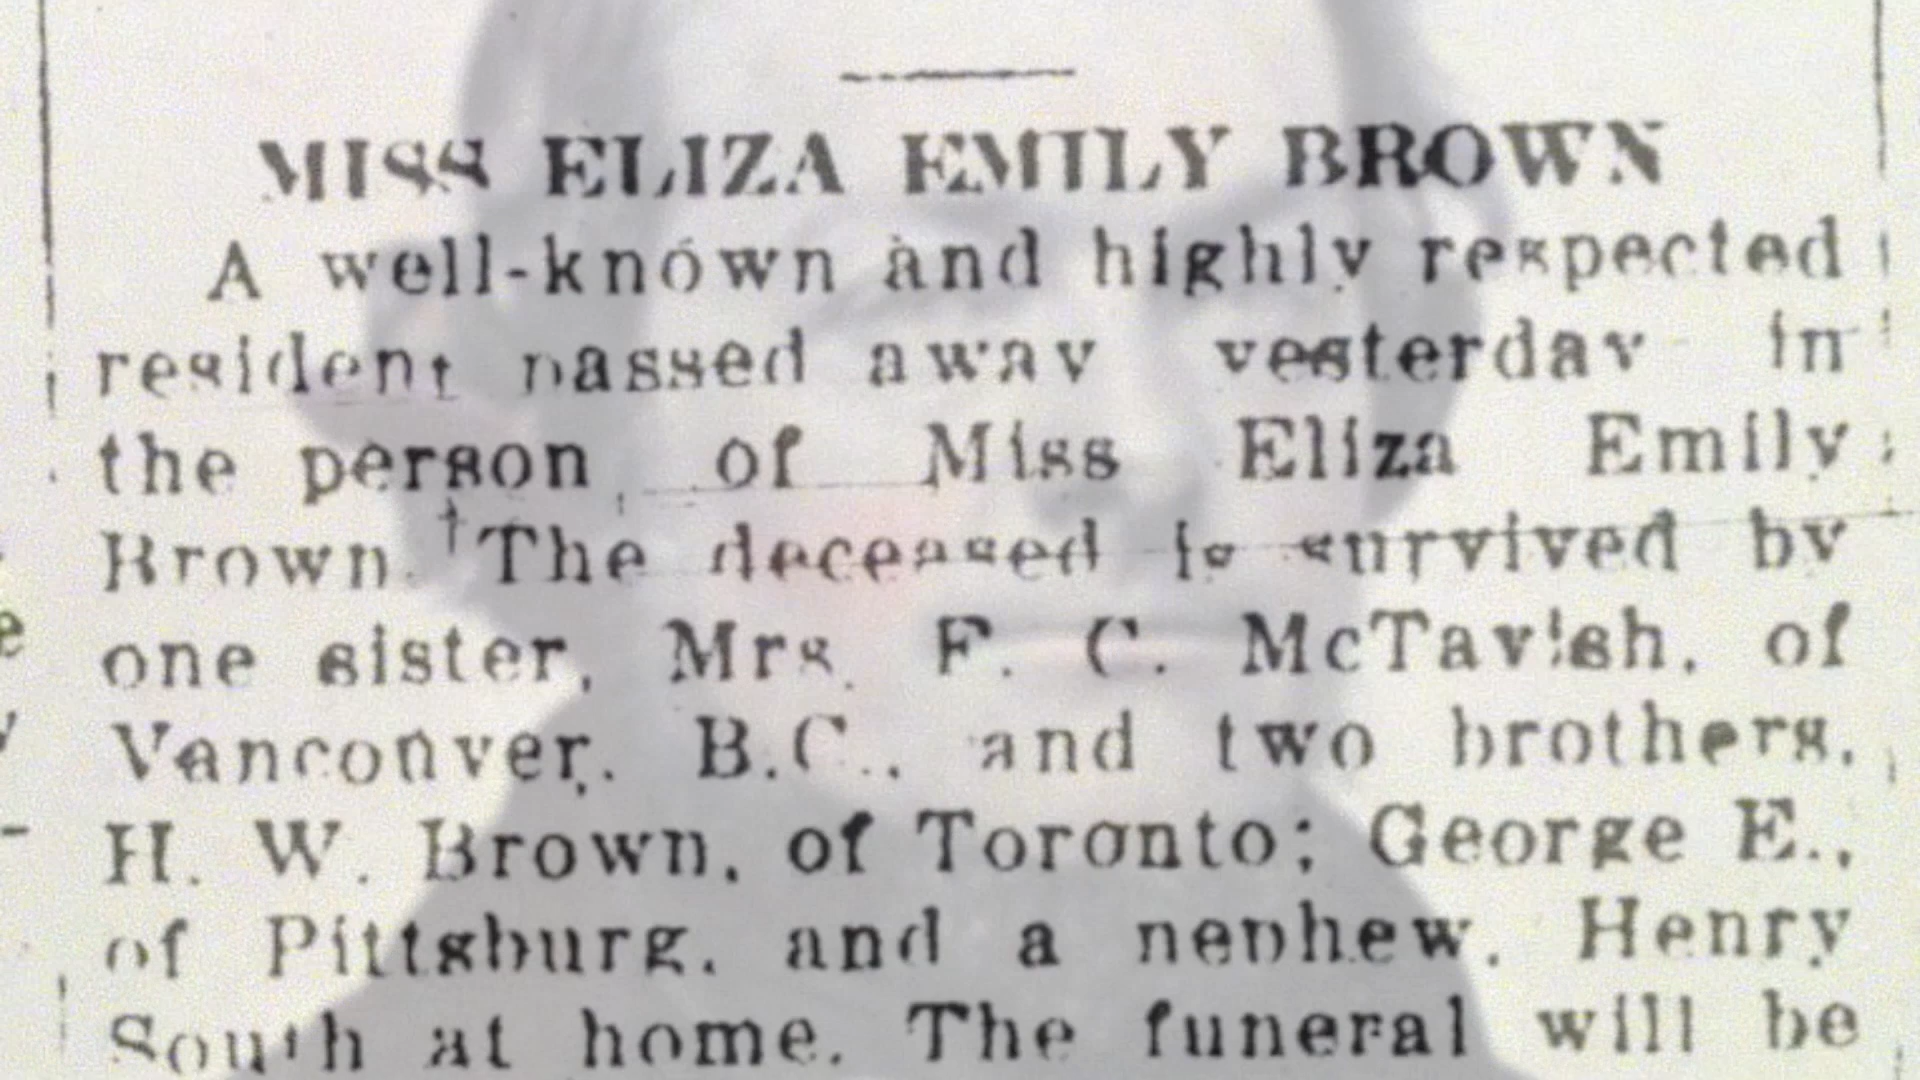 MISS ELIZA EMILY BROWN
A well-known and highly respected
resident passed away yesterday in
the person of Miss Eliza Emily
Brown. The deceased is survived by
one sister, Mrs. F. C. McTavish, of
Vancouver, B.C., and two brothers,
H. W. Brown, of Toronto; George E.,
of Pittsburg, and a nephew, Henry
South at home. The funeral will be